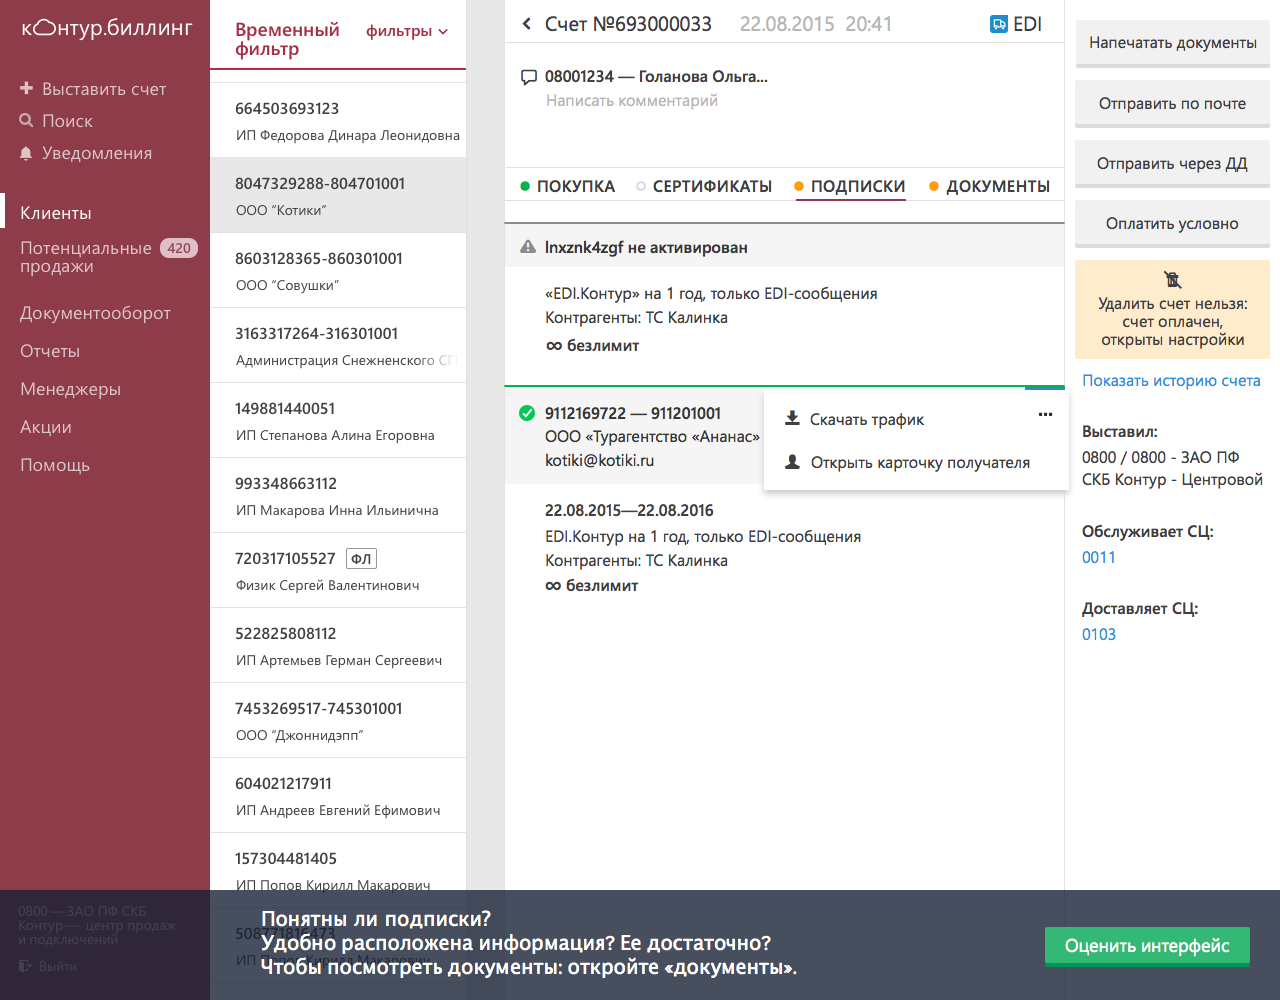 контур.биллинг
Выставить счет
Поиск
Уведомления
Клиенты
Потенциальные 420
продажи
Документооборот
Отчеты
Менеджеры
Акции
Помощь
0800 — ЗАО ПФ СКБ
Контур — центр продаж
и подключений
Выйти
Временный
фильтр
фильтры
664503693123
ИП Федорова Динара Леонидовна
8047329288-804701001
ООО “Котики”
8603128365-860301001
ООО “Совушки”
3163317264-316301001
Администрация Снежненского СГ
149881440051
ИП Степанова Алина Егоровна
993348663112
ИП Макарова Инна Ильинична
720317105527 ФЛ
Физик Сергей Валентинович
522825808112
ИП Артемьев Герман Сергеевич
7453269517-745301001
ООО “Джоннидэпп”
604021217911
ИП Андреев Евгений Ефимович
157304481405
ИП Попов Кирилл Макарович
508771816473
ИП Попов Кирилл Макарович
Счет №693000033 22.08.2015 20:41 EDI
08001234 — Голанова Ольга...
Написать комментарий
ПОКУПКА СЕРТИФИКАТЫ ПОДПИСКИ ДОКУМЕНТЫ
lnxznk4zgf не активирован
«EDI.Контур» на 1 год, только EDI-сообщения
Контрагенты: ТС Калинка
∞ безлимит
9112169722 — 911201001
ООО «Турагентство «Ананас»
kotiki@kotiki.ru
Скачать трафик ...
Открыть карточку получателя
22.08.2015—22.08.2016
EDI.Контур на 1 год, только EDI-сообщения
Контрагенты: ТС Калинка
∞ безлимит
Напечатать документы
Отправить по почте
Отправить через ДД
Оплатить условно
Удалить счет нельзя:
счет оплачен,
открыты настройки
Показать историю счета
Выставил:
0800 / 0800 - ЗАО ПФ
СКБ Контур - Центровой
Обслуживает СЦ:
0011
Доставляет СЦ:
0103
Понятны ли подписки?
Удобно расположена информация? Ее достаточно?
Чтобы посмотреть документы: откройте «документы».
Оценить интерфейс